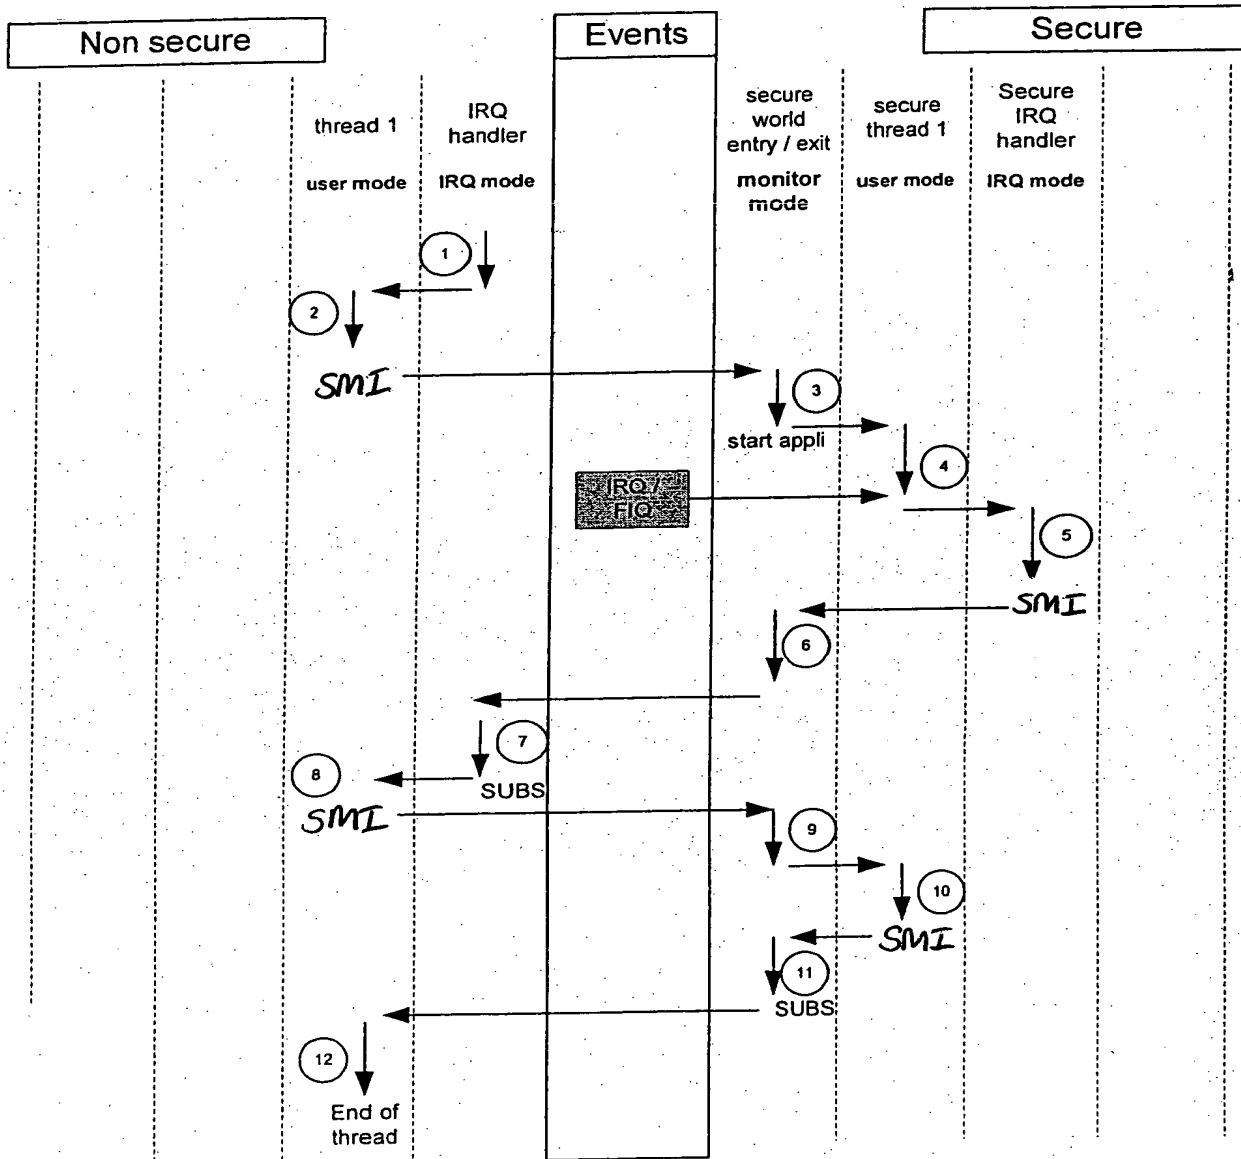 Non secure
Events
Secure
thread 1
user mode
IRQ
handler
IRQ mode
secure
world
entry / exit
monitor
mode
secure
thread 1
user mode
Secure
IRQ
handler
IRQ mode
1
2
SMI
3
start appli
4
IRQ /
FIQ
5
SMI
6
7
SUBS
8
SMI
9
10
SMI
11
SUBS
12
End of
thread